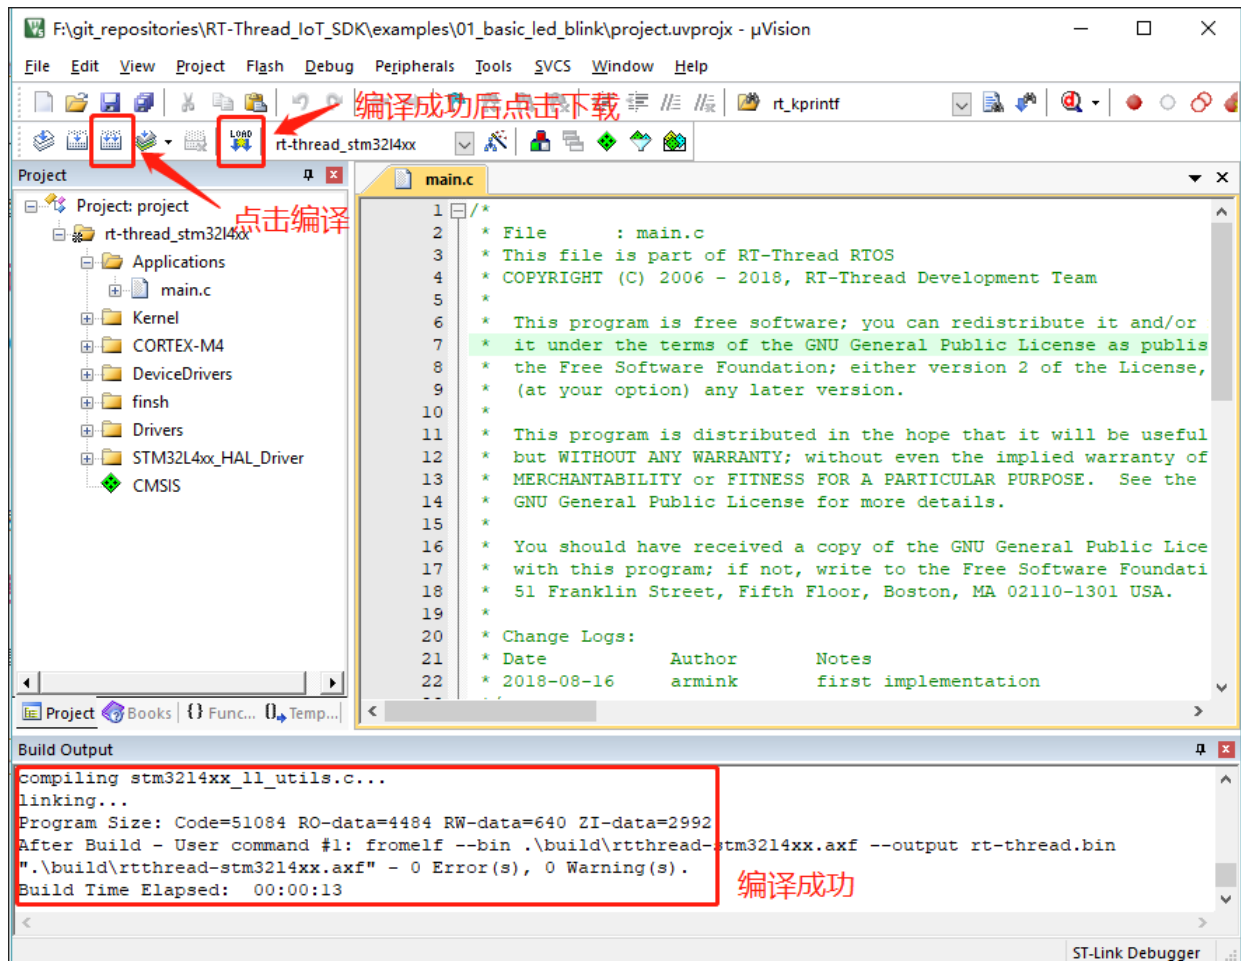 F:\git_repositories\RT-Thread_IoT_SDK\examples\01_basic_led_blink\project.uvprojx - µVision
File Edit View Project Flash Debug Peripherals Tools SVCS Window Help
编译成功后点击下载
rt_kprintf
LOAD
rt-thread_stm32l4xx
Project
main.c
点击编译
Project: project
rt-thread_stm32l4xx
Applications
main.c
Kernel
CORTEX-M4
DeviceDrivers
finsh
Drivers
STM32L4xx_HAL_Driver
CMSIS
1 /*
2 * File : main.c
3 * This file is part of RT-Thread RTOS
4 * COPYRIGHT (C) 2006 - 2018, RT-Thread Development Team
5 *
6 * This program is free software; you can redistribute it and/or
7 * it under the terms of the GNU General Public License as publis
8 * the Free Software Foundation; either version 2 of the License,
9 * (at your option) any later version.
10 *
11 * This program is distributed in the hope that it will be useful
12 * but WITHOUT ANY WARRANTY; without even the implied warranty of
13 * MERCHANTABILITY or FITNESS FOR A PARTICULAR PURPOSE. See the
14 * GNU General Public License for more details.
15 *
16 * You should have received a copy of the GNU General Public Lice
17 * with this program; if not, write to the Free Software Foundati
18 * 51 Franklin Street, Fifth Floor, Boston, MA 02110-1301 USA.
19 *
20 * Change Logs:
21 * Date Author Notes
22 * 2018-08-16 armink first implementation
Project Books {} Func... Temp...
Build Output
compiling stm32l4xx_ll_utils.c...
linking...
Program Size: Code=51084 RO-data=4484 RW-data=640 ZI-data=2992
After Build - User command #1: fromelf --bin .\build\rtthread-stm32l4xx.axf --output rt-thread.bin
".\build\rtthread-stm32l4xx.axf" - 0 Error(s), 0 Warning(s).
Build Time Elapsed: 00:00:13
编译成功
ST-Link Debugger